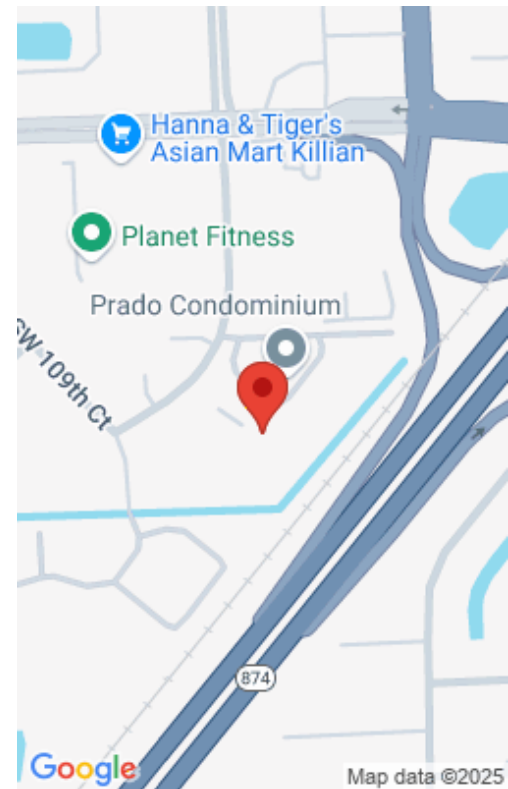 Hanna & Tiger's
Asian Mart Killian
Planet Fitness
Prado Condominium
SW 109th Ct
874
Google
Map data ©2025